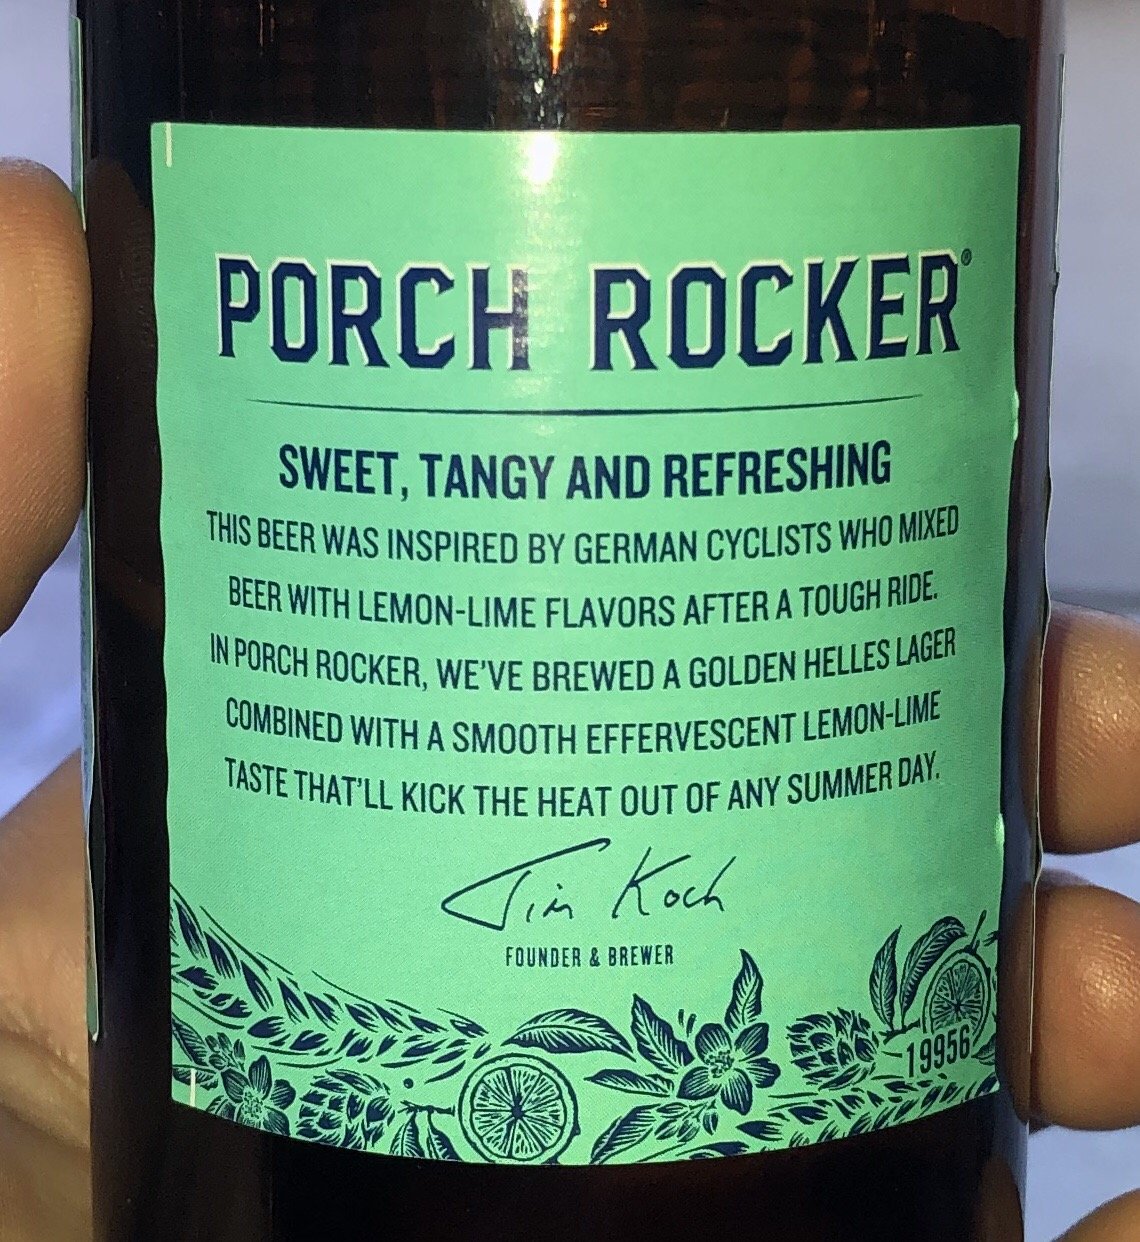 PORCH ROCKER®
SWEET, TANGY AND REFRESHING
THIS BEER WAS INSPIRED BY GERMAN CYCLISTS WHO MIXED
BEER WITH LEMON-LIME FLAVORS AFTER A TOUGH RIDE.
IN PORCH ROCKER, WE'VE BREWED A GOLDEN HELLES LAGER
COMBINED WITH A SMOOTH EFFERVESCENT LEMON-LIME
TASTE THAT'LL KICK THE HEAT OUT OF ANY SUMMER DAY.
Jim Koch
FOUNDER & BREWER
19956